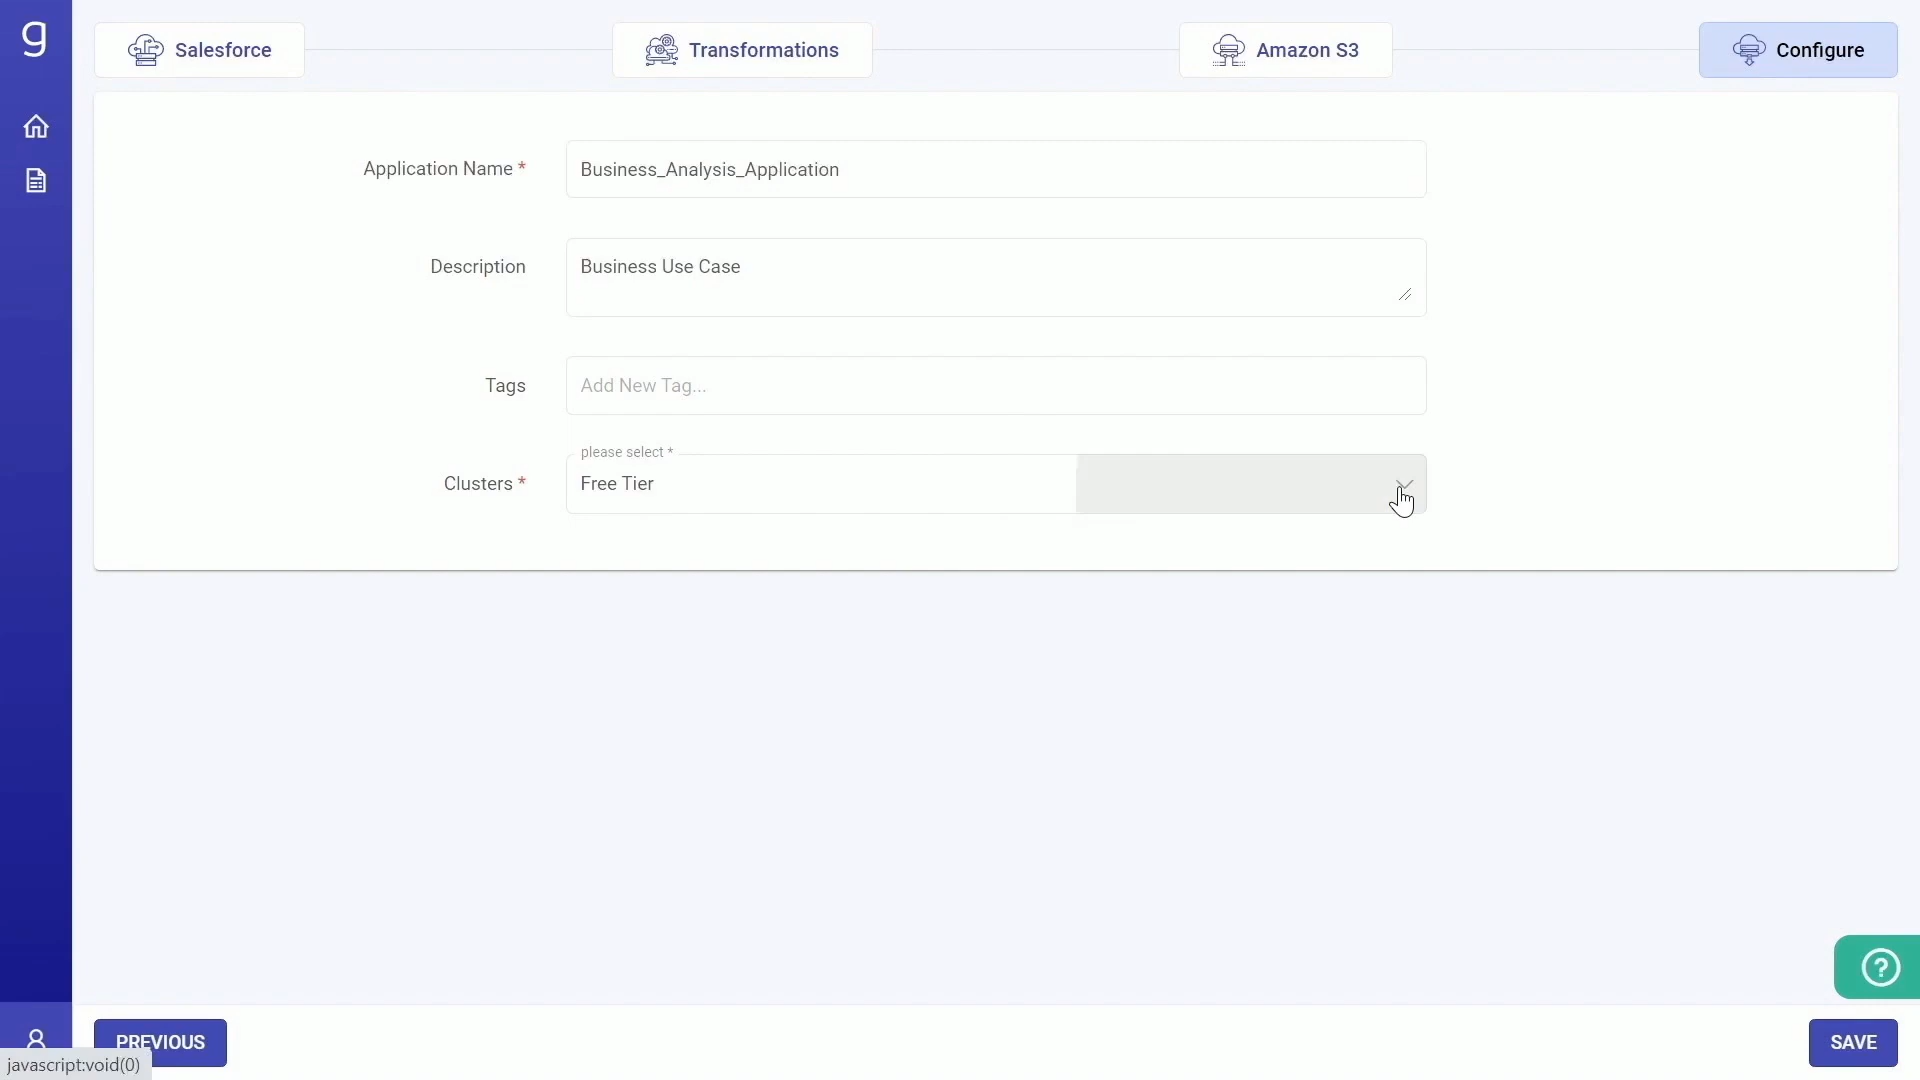 g
Salesforce
Transformations
Amazon S3
Configure
Application Name *
Business_Analysis_Application
Description
Business Use Case
Tags
Add New Tag...
please select *
Clusters *
Free Tier
?
PREVIOUS
SAVE
javascript:void(0)